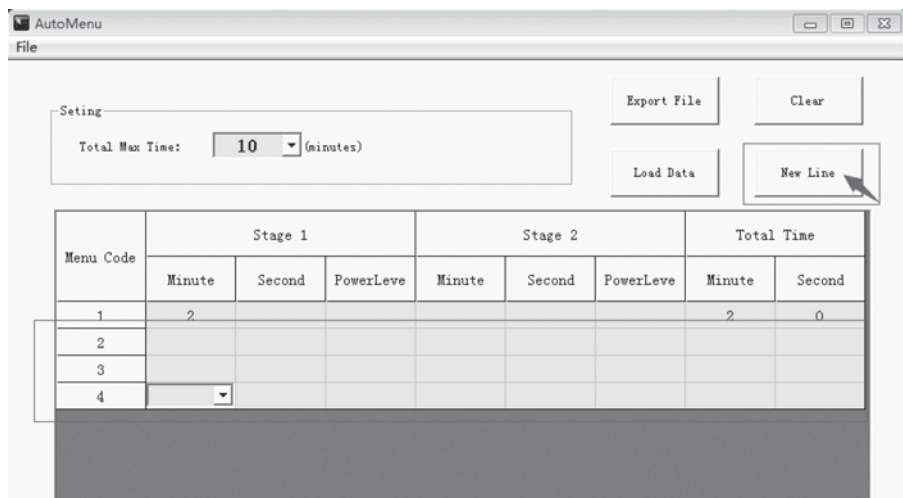 AutoMenu
File
Export File
Clear
Seting
Total Max Time: 10 (minutes)
Load Data
New Line
Menu Code
Stage 1
Stage 2
Total Time
Minute Second PowerLeve Minute Second PowerLeve Minute Second
1 2 2 0
2
3
4